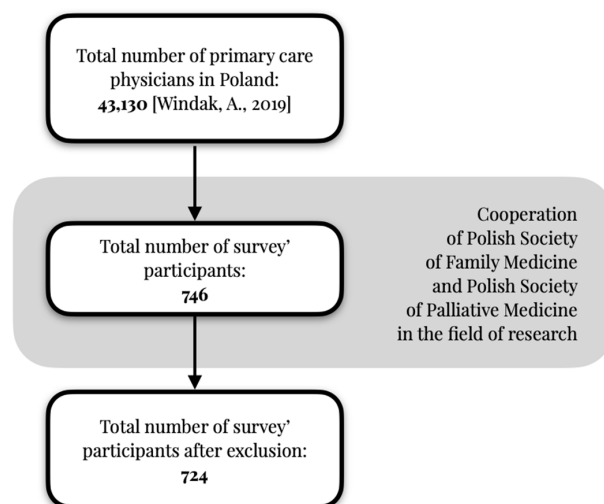 Total number of primary care
physicians in Poland:
43,130 [Windak, A., 2019]
Total number of survey’
participants:
746
Cooperation
of Polish Society
of Family Medicine
and Polish Society
of Palliative Medicine
in the field of research
Total number of survey’
participants after exclusion:
724